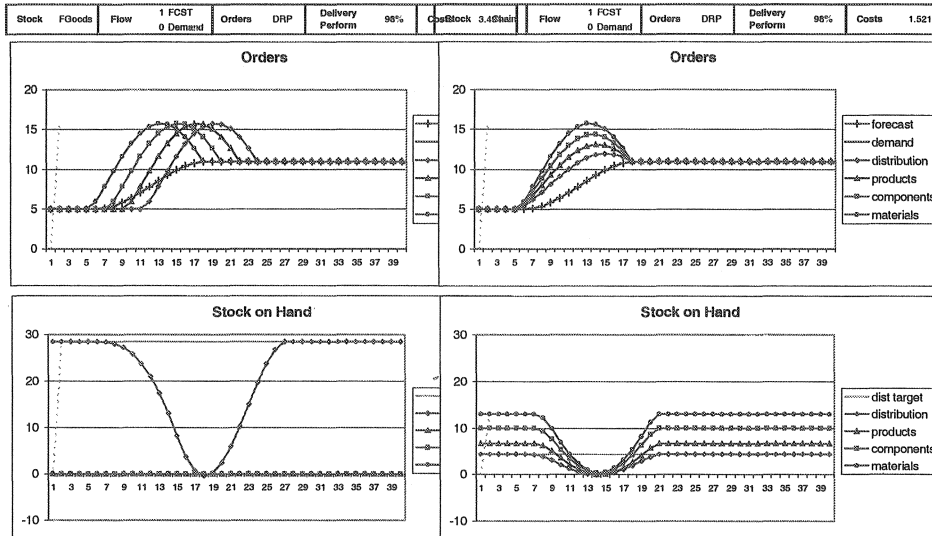 Stock FGoods Flow 1 FCST Orders DRP Delivery 98%
0 Demand Perform
Stock Flow 1 FCST Orders DRP Delivery 98% Costs 1.521
0 Demand Perform
Orders
20
15
10
5
0
1 3 5 7 9 11 13 15 17 19 21 23 25 27 29 31 33 35 37 39
Orders
20
15
10
5
0
1 3 5 7 9 11 13 15 17 19 21 23 25 27 29 31 33 35 37 39
forecast
demand
distribution
products
components
materials
Stock on Hand
30
20
10
0
-10
1 3 5 7 9 11 13 15 17 19 21 23 25 27 29 31 33 35 37 39
Stock on Hand
30
20
10
0
-10
1 3 5 7 9 11 13 15 17 19 21 23 25 27 29 31 33 35 37 39
dist target
distribution
products
components
materials